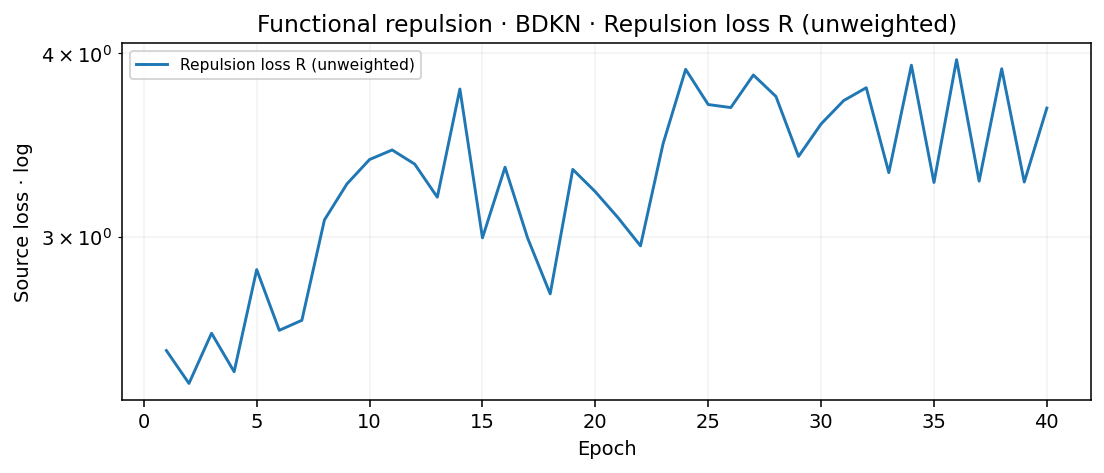 Functional repulsion · BDKN · Repulsion loss R (unweighted)
Repulsion loss R (unweighted)
Source loss · log
4 × 10⁰
3 × 10⁰
0 5 10 15 20 25 30 35 40
Epoch